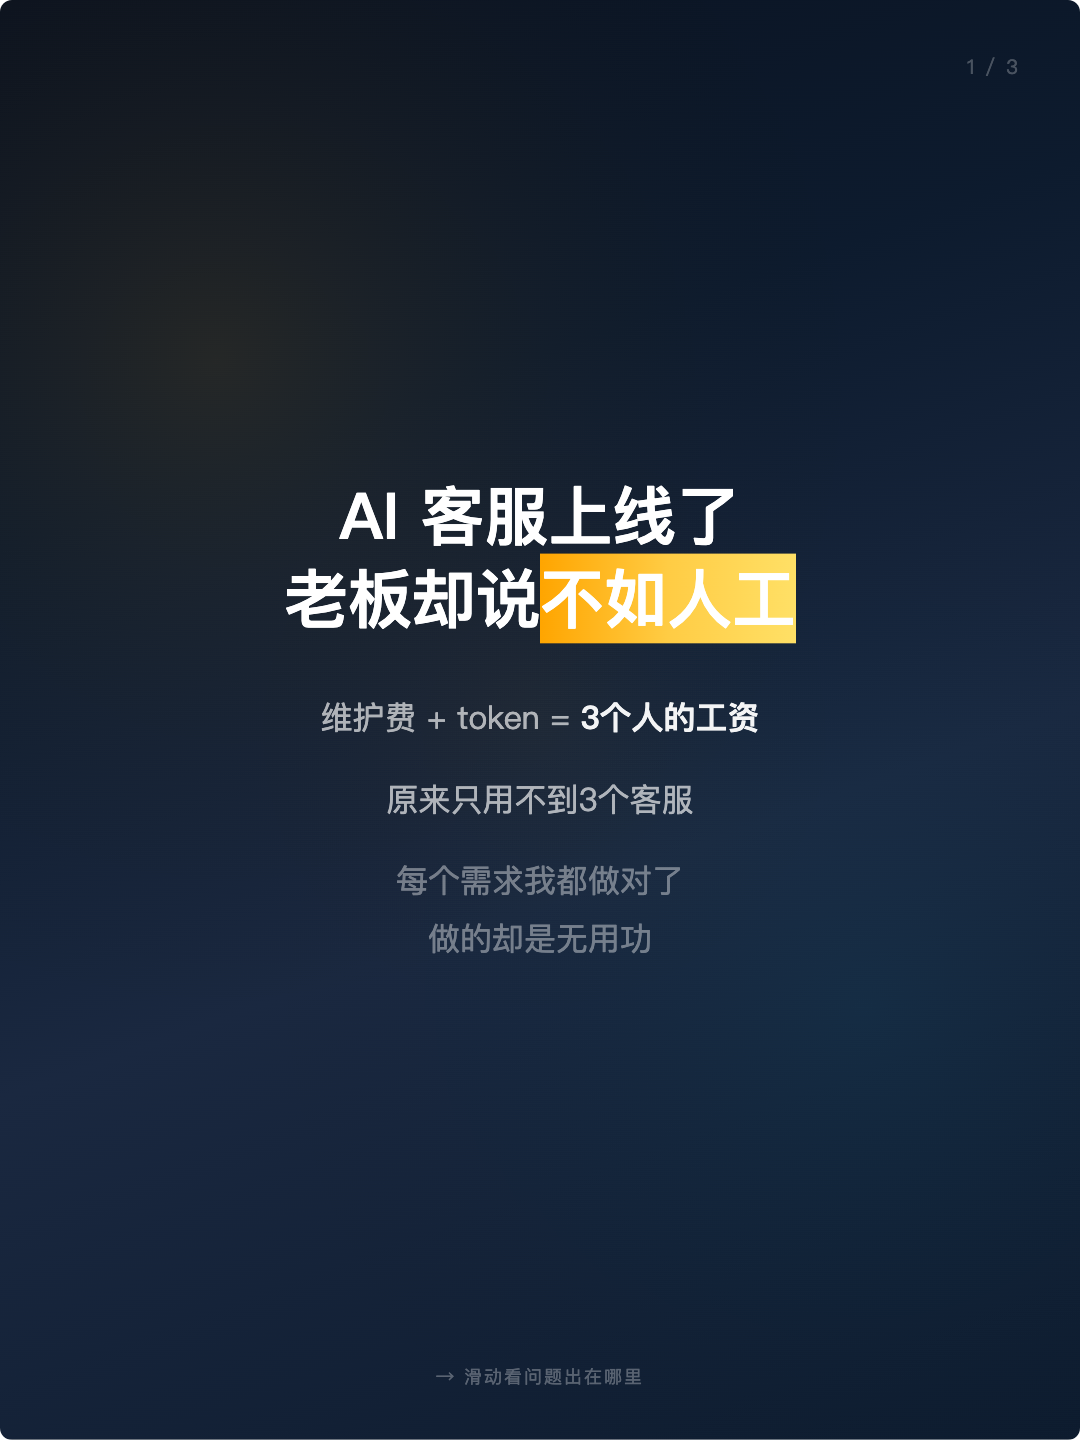 1 / 3
AI 客服上线了
老板却说不如人工
维护费 + token = 3个人的工资
原来只用不到3个客服
每个需求我都做对了
做的却是无用功
→ 滑动看问题出在哪里